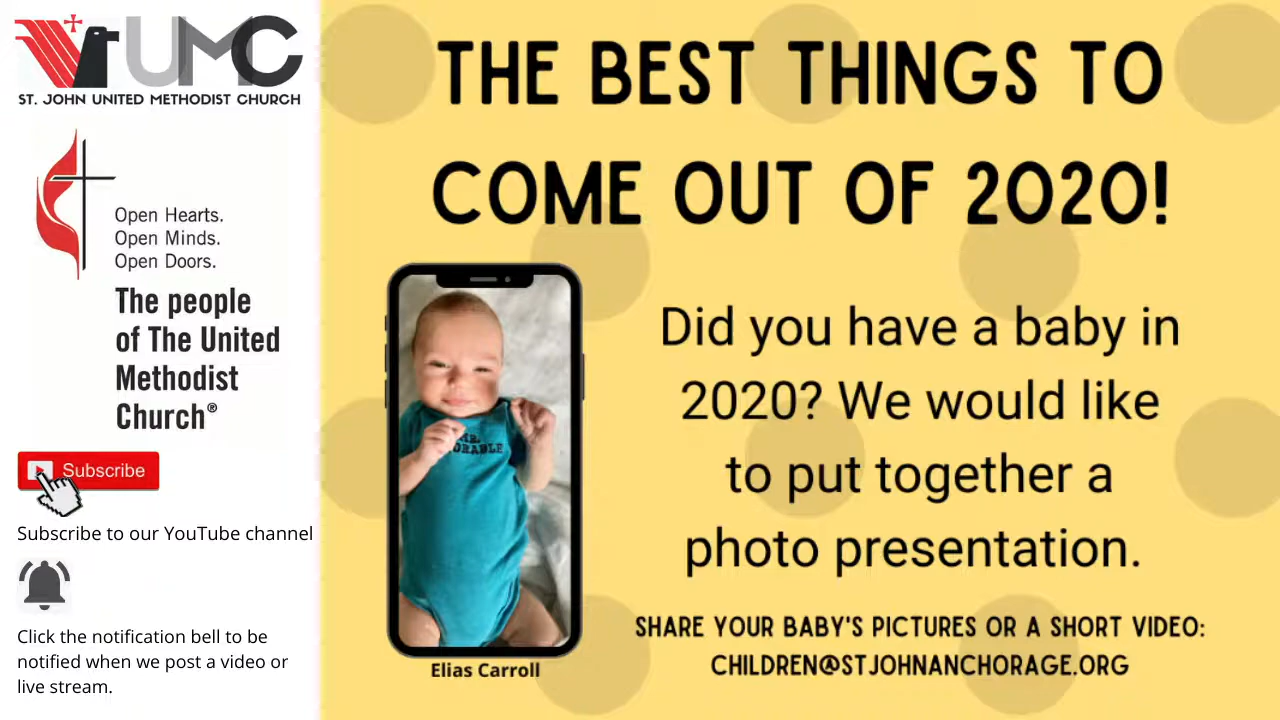 UMC
ST. JOHN UNITED METHODIST CHURCH
Open Hearts.
Open Minds.
Open Doors.
The people
of The United
Methodist
Church®
Subscribe
Subscribe to our YouTube channel
Click the notification bell to be
notified when we post a video or
live stream.
THE BEST THINGS TO
COME OUT OF 2020!
MR.
Elias Carroll
Did you have a baby in
2020? We would like
to put together a
photo presentation.
SHARE YOUR BABY'S PICTURES OR A SHORT VIDEO:
CHILDREN@STJOHNANCHORAGE.ORG